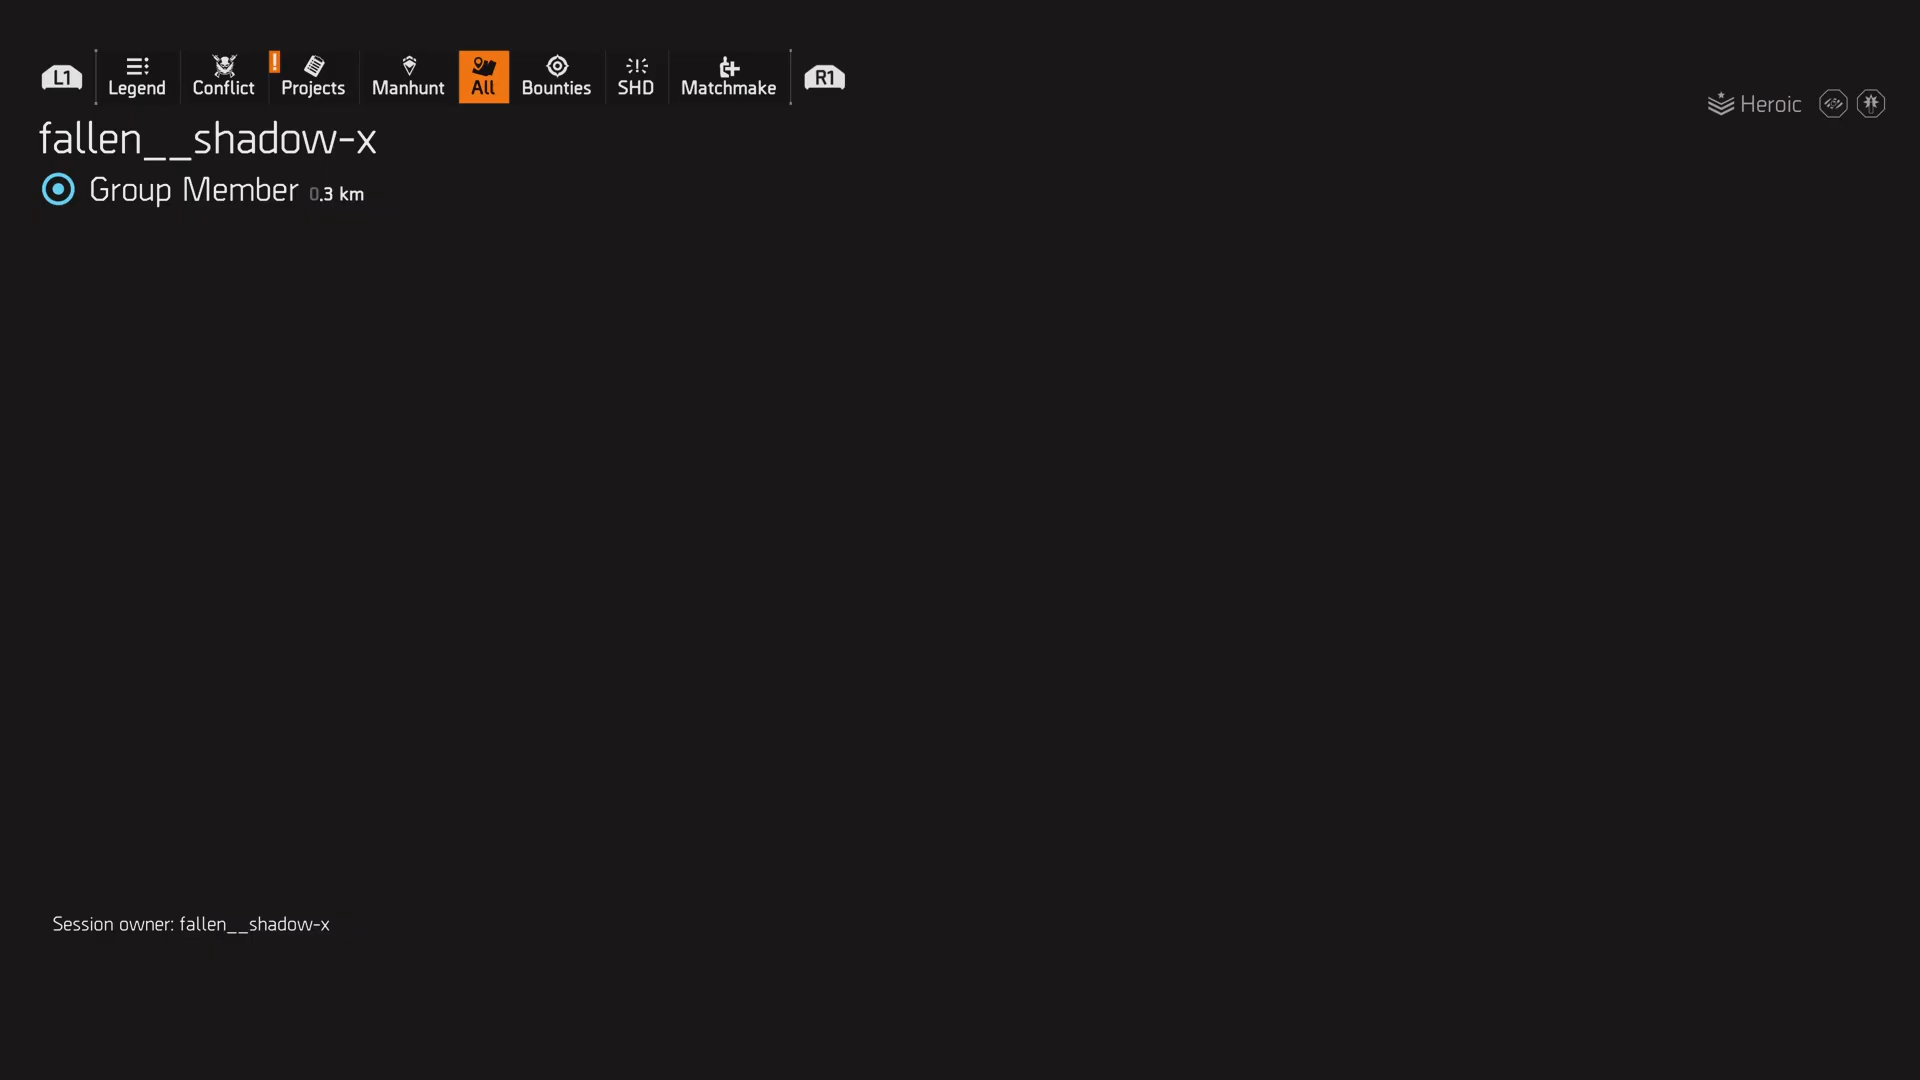 L1 Legend Conflict ! Projects Manhunt All Bounties SHD Matchmake R1
Heroic
fallen__shadow-x
Group Member 0.3 km
Session owner: fallen__shadow-x